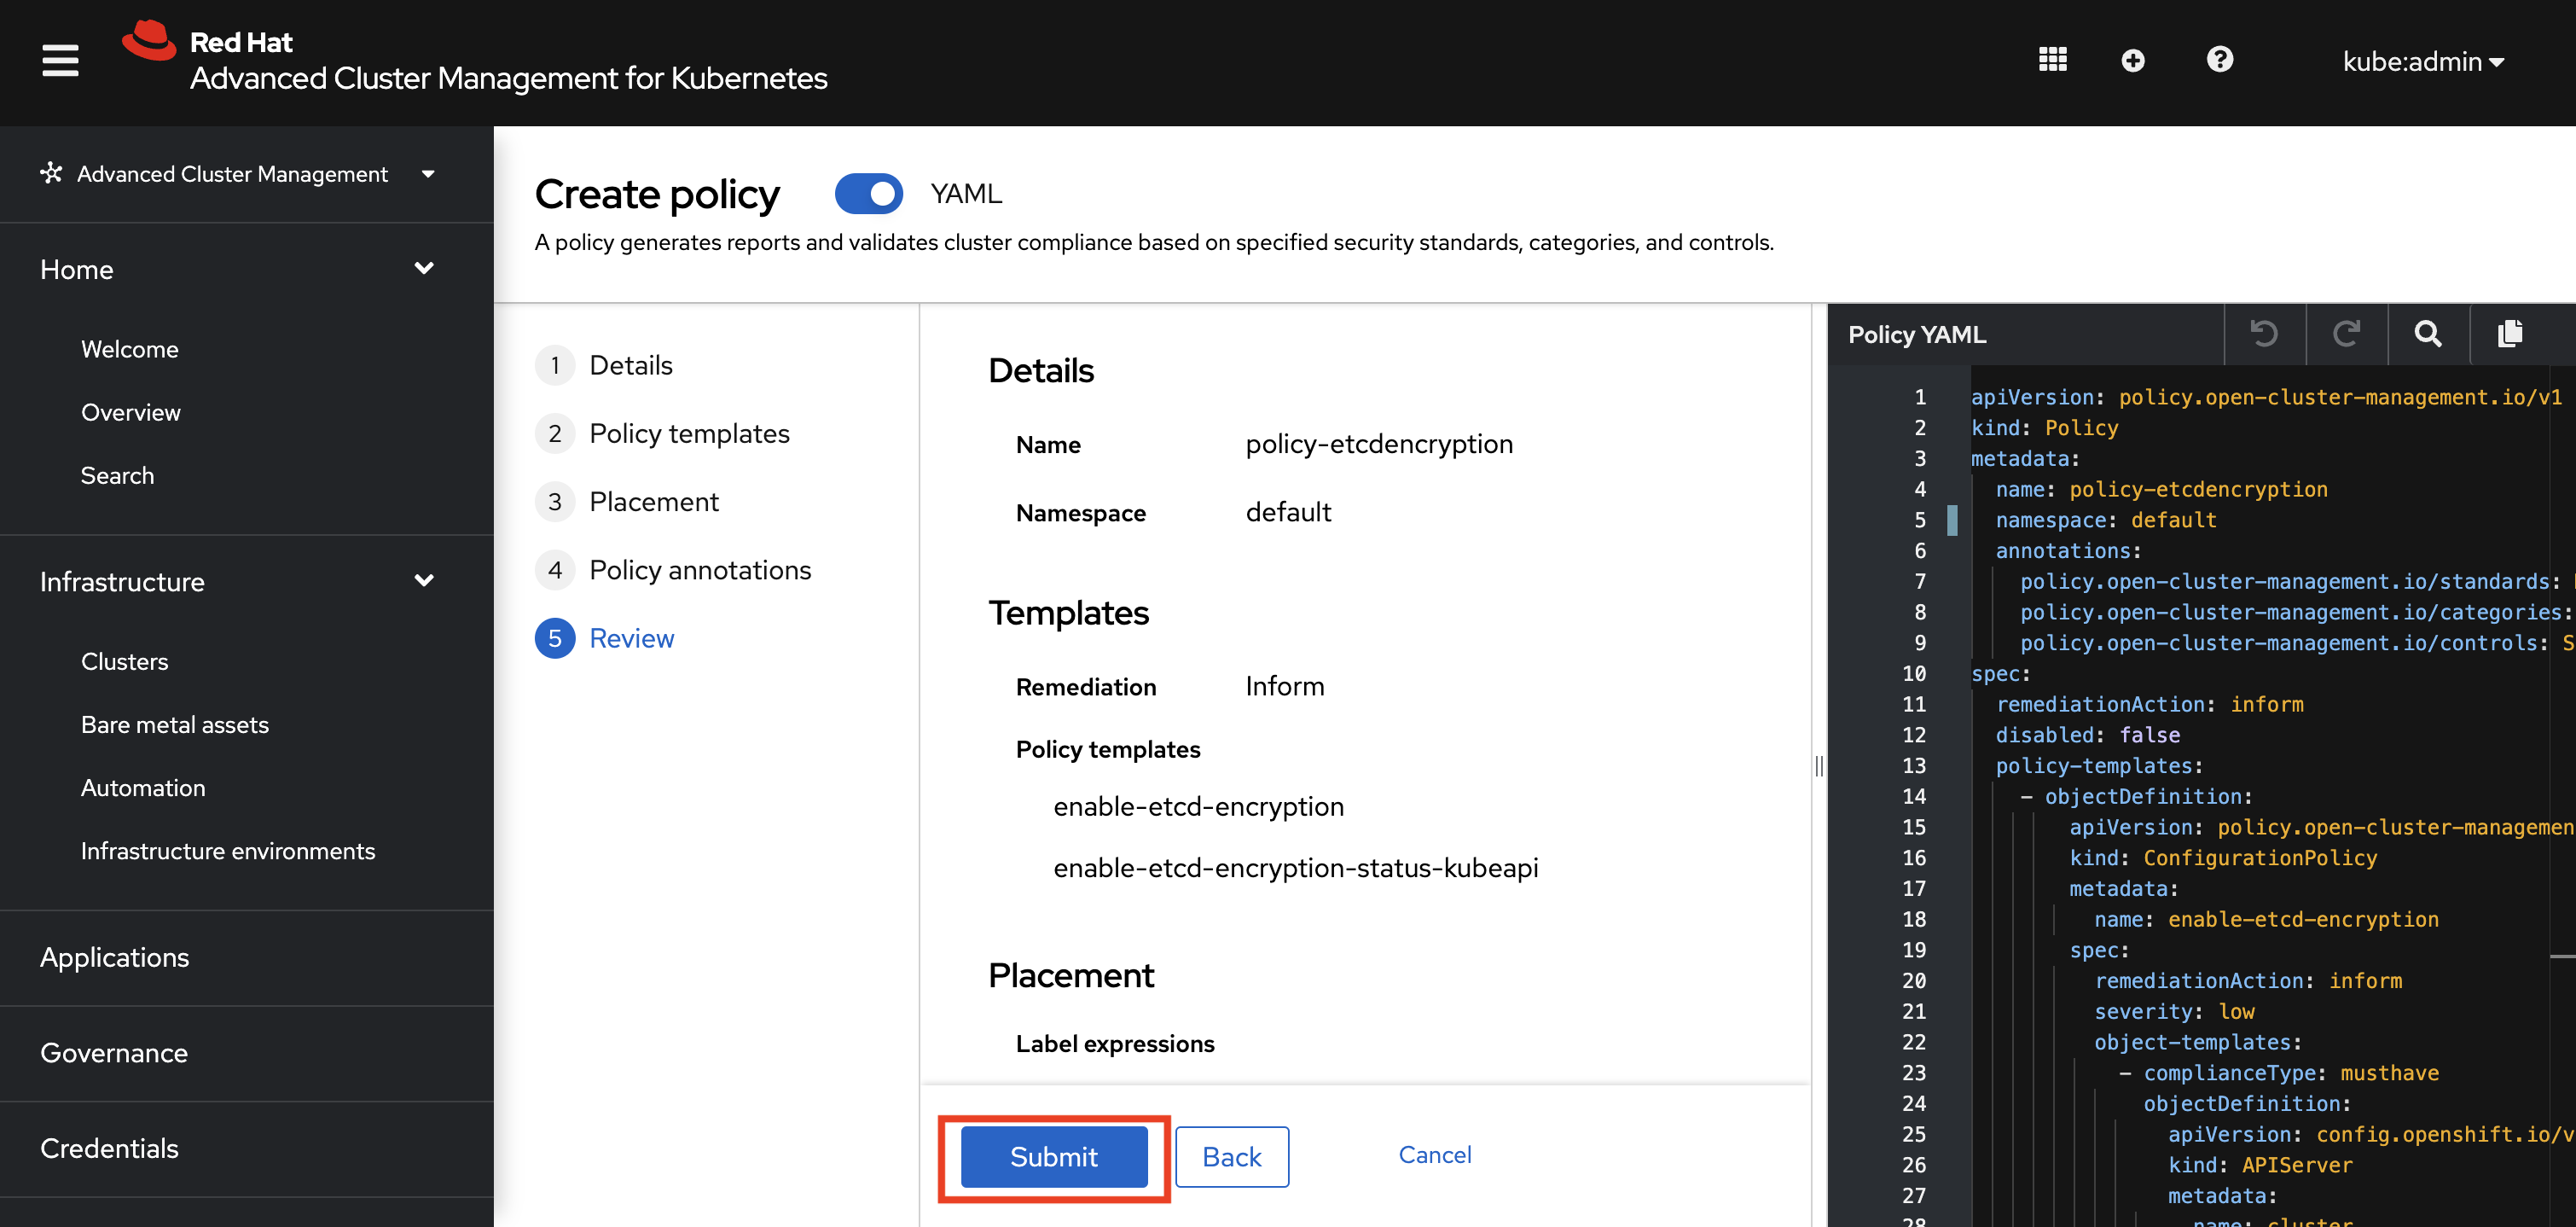 Red Hat
Advanced Cluster Management for Kubernetes
kube:admin
Advanced Cluster Management
Home
Welcome
Overview
Search
Infrastructure
Clusters
Bare metal assets
Automation
Infrastructure environments
Applications
Governance
Credentials
Create policy YAML
A policy generates reports and validates cluster compliance based on specified security standards, categories, and controls.
1 Details
2 Policy templates
3 Placement
4 Policy annotations
5 Review
Details
Name policy-etcdencryption
Namespace default
Templates
Remediation Inform
Policy templates
enable-etcd-encryption
enable-etcd-encryption-status-kubeapi
Placement
Label expressions
Submit Back Cancel
Policy YAML
1 apiVersion: policy.open-cluster-management.io/v1
2 kind: Policy
3 metadata:
4 name: policy-etcdencryption
5 namespace: default
6 annotations:
7 policy.open-cluster-management.io/standards:
8 policy.open-cluster-management.io/categories:
9 policy.open-cluster-management.io/controls: S
10 spec:
11 remediationAction: inform
12 disabled: false
13 policy-templates:
14 - objectDefinition:
15 apiVersion: policy.open-cluster-managemen
16 kind: ConfigurationPolicy
17 metadata:
18 name: enable-etcd-encryption
19 spec:
20 remediationAction: inform
21 severity: low
22 object-templates:
23 - complianceType: musthave
24 objectDefinition:
25 apiVersion: config.openshift.io/v
26 kind: APIServer
27 metadata:
28 name: cluster